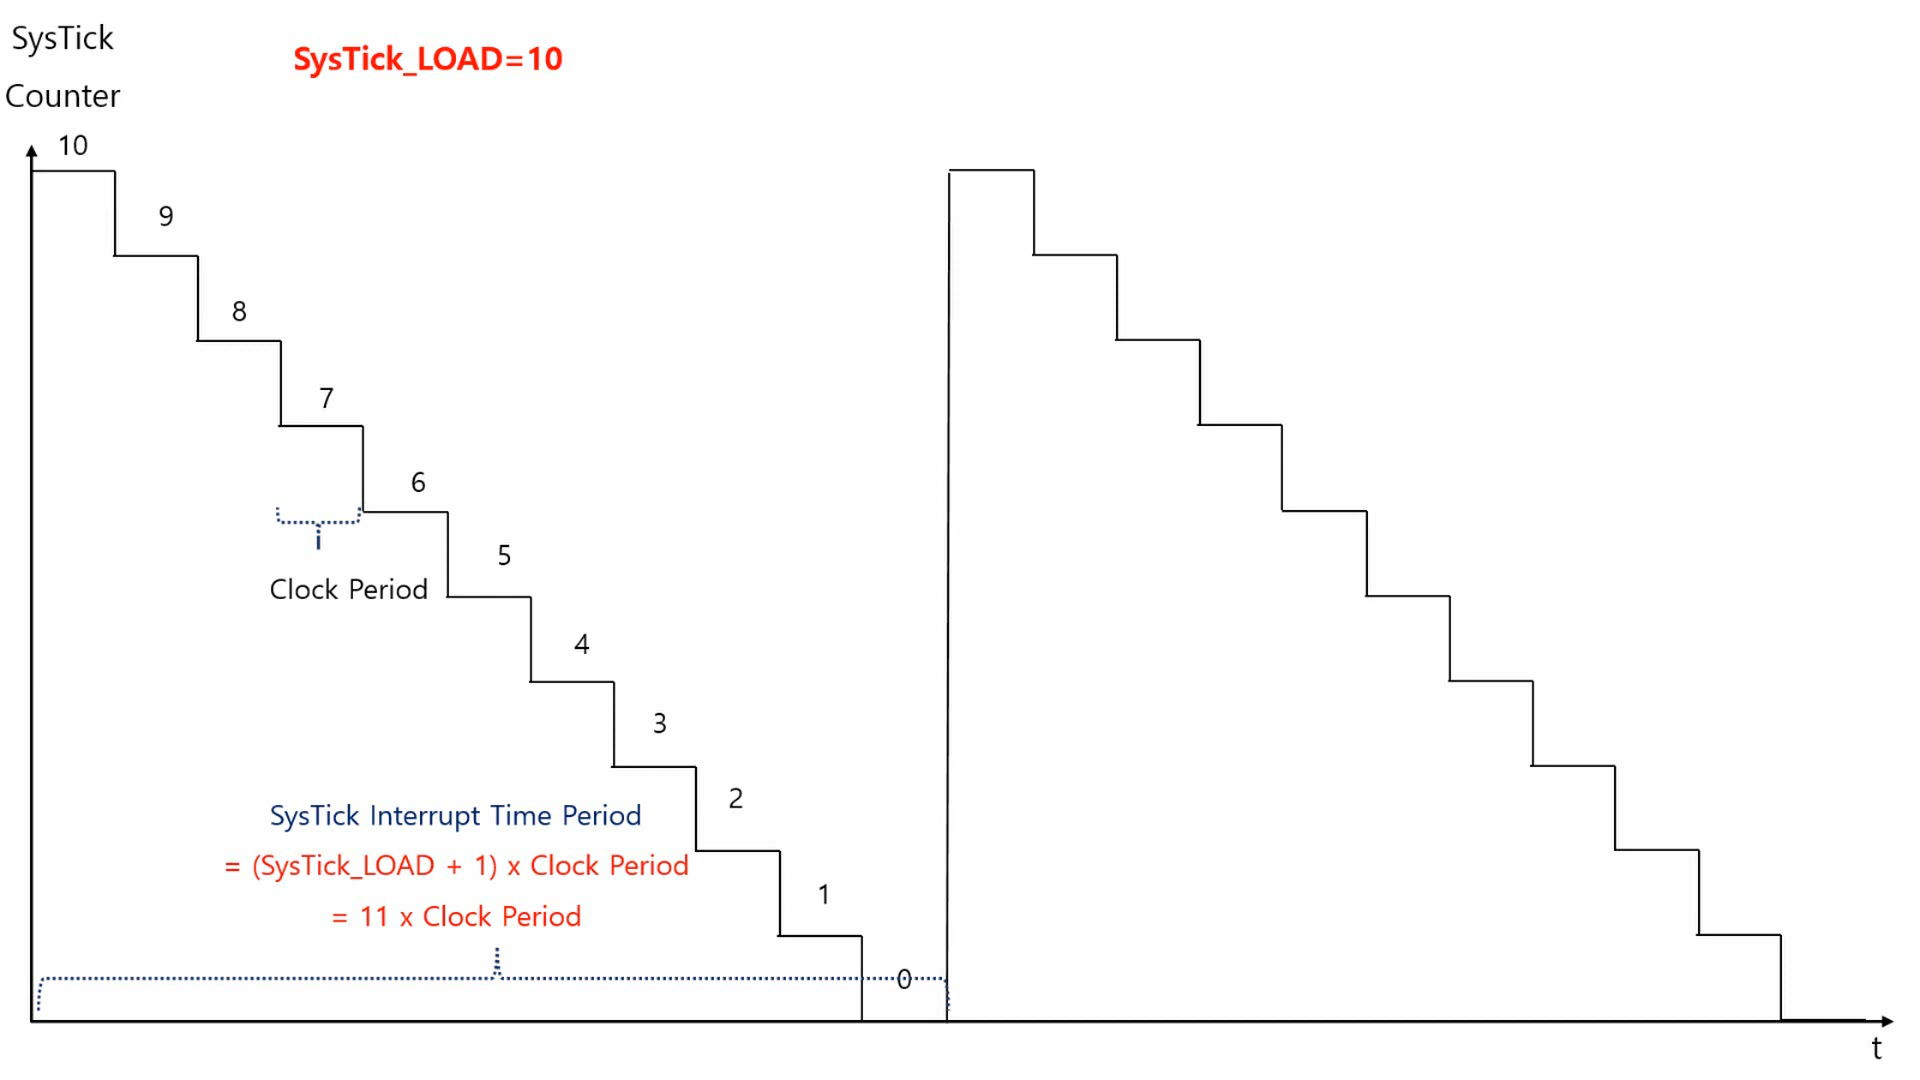 SysTick
Counter
SysTick_LOAD=10
10
9
8
7
6
Clock Period
5
4
3
2
SysTick Interrupt Time Period
= (SysTick_LOAD + 1) x Clock Period
= 11 x Clock Period
1
0
t